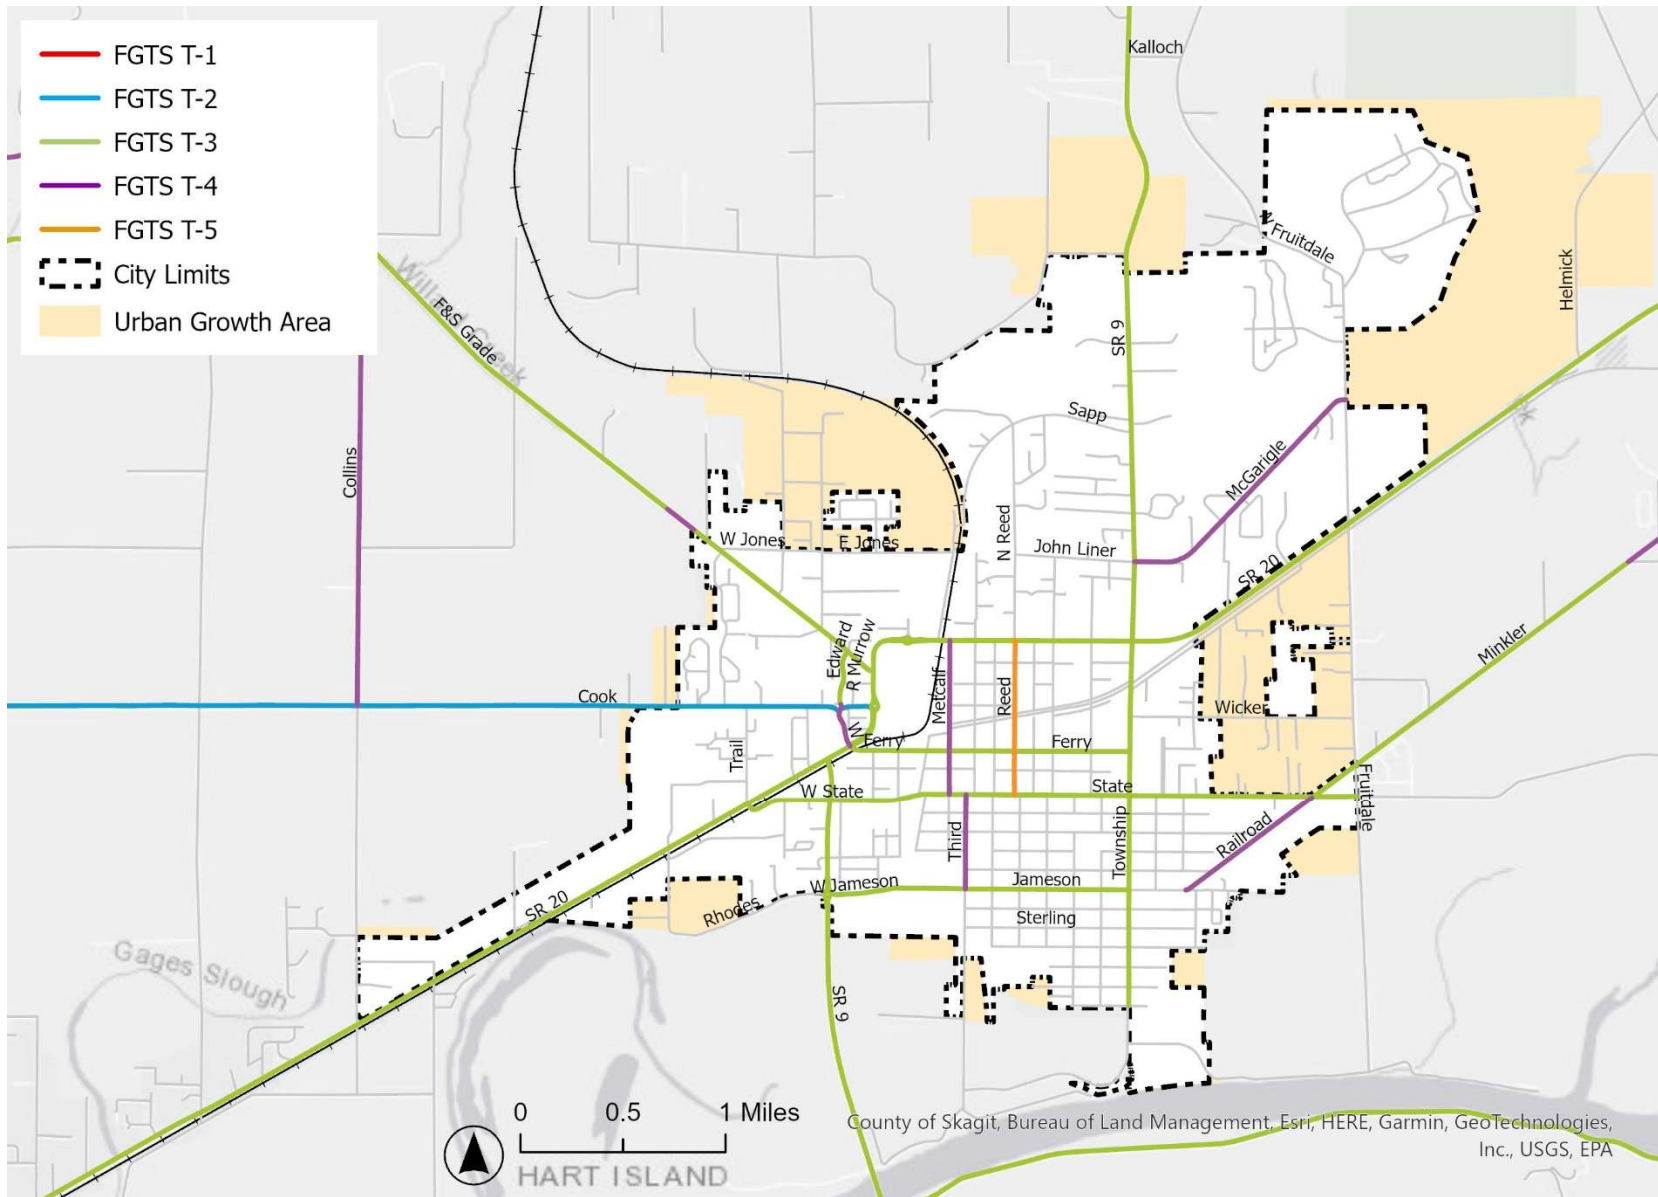 FGTS T-1
FGTS T-2
FGTS T-3
FGTS T-4
FGTS T-5
City Limits
Urban Growth Area
Kalloch
N Fruitdale
Helmick
Willard Creek
F&S Grade
SR 9
Sapp
McGarigle
Collins
N Reed
W Jones
E Jones
John Liner
SR 20
Minkler
Edward
R Murrow
Metcalf
Reed
Cook
Wicker
W
Ferry
Ferry
Trail
W State
State
Fruitdale
Third
Township
Railroad
W Jameson
Jameson
Rhodes
SR 20
Sterling
Gages Slough
SR 9
0 0.5 1 Miles
HART ISLAND
County of Skagit, Bureau of Land Management, Esri, HERE, Garmin, GeoTechnologies,
Inc., USGS, EPA